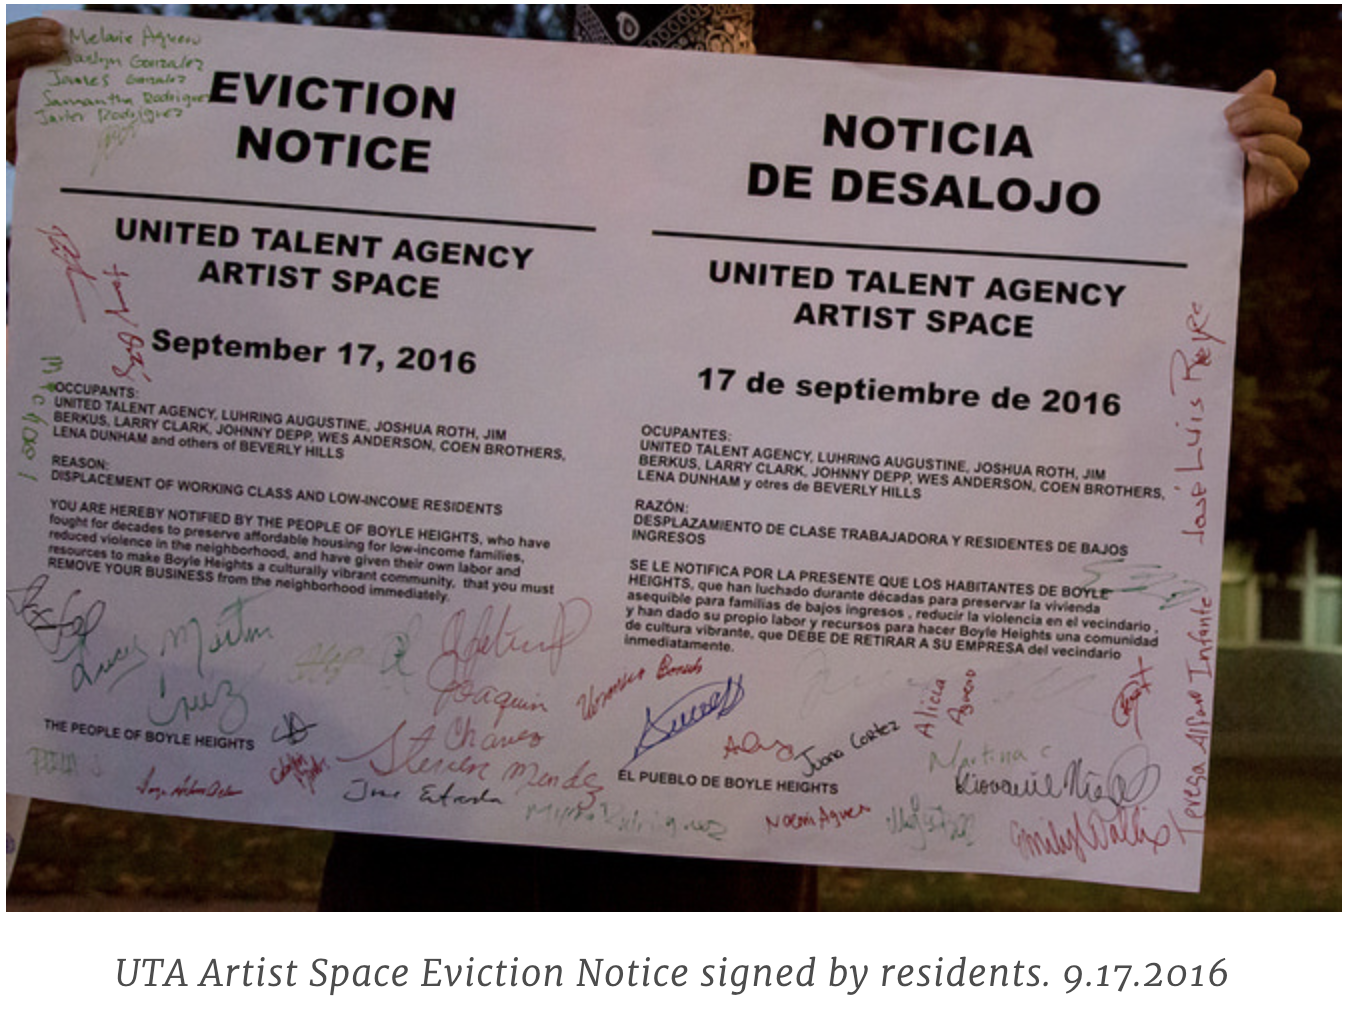 Melanie Aguero
Jaelyn Gonzalez
Gonzalez
Samantha Rodriguez
Javier Rodriguez
EVICTION
NOTICE
UNITED TALENT AGENCY
ARTIST SPACE
September 17, 2016
OCCUPANTS:
UNITED TALENT AGENCY, LUHRING AUGUSTINE, JOSHUA ROTH, JIM
BERKUS, LARRY CLARK, JOHNNY DEPP, WES ANDERSON, COEN BROTHERS,
LENA DUNHAM and others of BEVERLY HILLS
REASON:
DISPLACEMENT OF WORKING CLASS AND LOW-INCOME RESIDENTS
YOU ARE HEREBY NOTIFIED BY THE PEOPLE OF BOYLE HEIGHTS, who have
fought for decades to preserve affordable housing for low-income families,
reduced violence in the neighborhood, and have given their own labor and
resources to make Boyle Heights a culturally vibrant community, that you must
REMOVE YOUR BUSINESS from the neighborhood immediately.
Cruz
Joaquin
THE PEOPLE OF BOYLE HEIGHTS
Chavez
Steven Mendez
Jose Estrada
NOTICIA
DE DESALOJO
UNITED TALENT AGENCY
ARTIST SPACE
17 de septiembre de 2016
OCUPANTES:
UNITED TALENT AGENCY, LUHRING AUGUSTINE, JOSHUA ROTH, JIM
BERKUS, LARRY CLARK, JOHNNY DEPP, WES ANDERSON, COEN BROTHERS,
LENA DUNHAM y otres de BEVERLY HILLS
RAZÓN:
DESPLAZAMIENTO DE CLASE TRABAJADORA Y RESIDENTES DE BAJOS
INGRESOS
SE LE NOTIFICA POR LA PRESENTE QUE LOS HABITANTES DE BOYLE
HEIGHTS, que han luchado durante décadas para preservar la vivienda
asequible para familias de bajos ingresos , reducir la violencia en el vecindario ,
y han dado su propio labor y recursos para hacer Boyle Heights una comunidad
de cultura vibrante, que DEBE DE RETIRAR A SU EMPRESA del vecindario
inmediatamente.
Alicia
Aguero
Juana Cortez
Martina C
EL PUEBLO DE BOYLE HEIGHTS
Noemi Aguero
Emily Wallis
José Luis Reyes
Teresa Alfaro Infante
UTA Artist Space Eviction Notice signed by residents. 9.17.2016